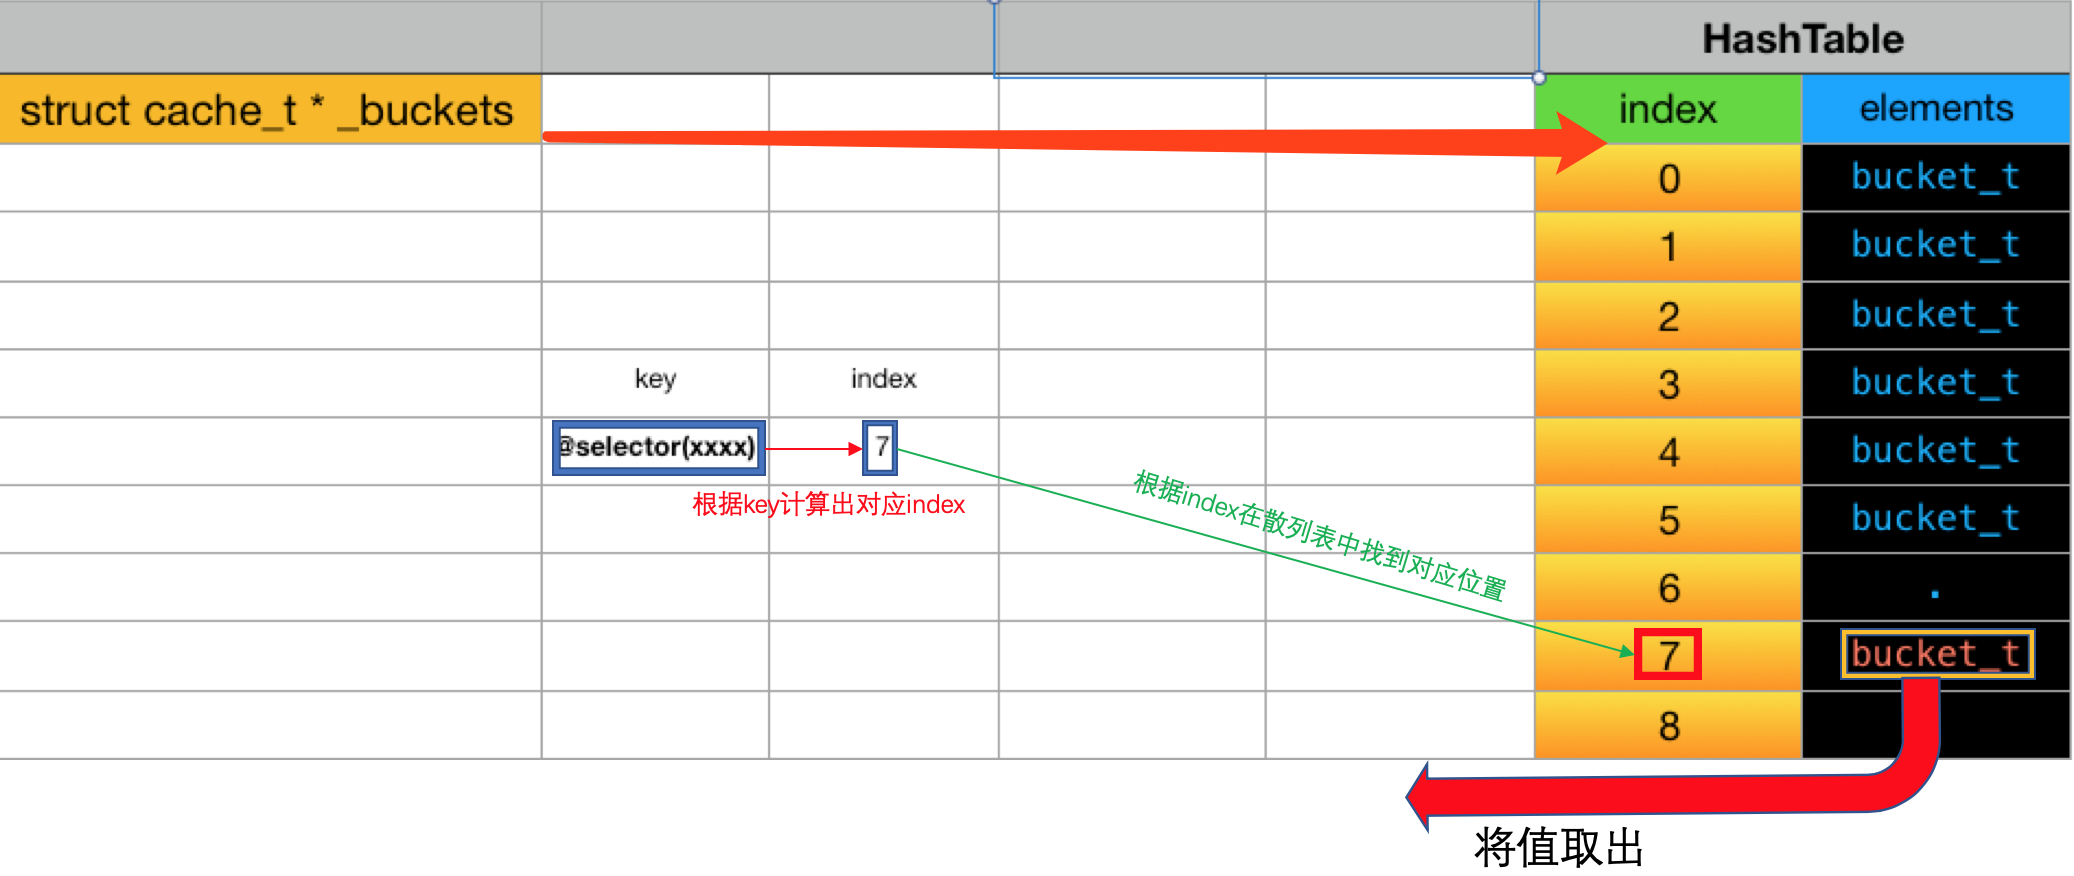 HashTable
struct cache_t * _buckets
index
elements
0
bucket_t
1
bucket_t
2
bucket_t
key
index
3
bucket_t
@selector(xxxx)
7
4
bucket_t
根据key计算出对应index
根据index在散列表中找到对应位置
5
bucket_t
6
.
7
bucket_t
8
将值取出